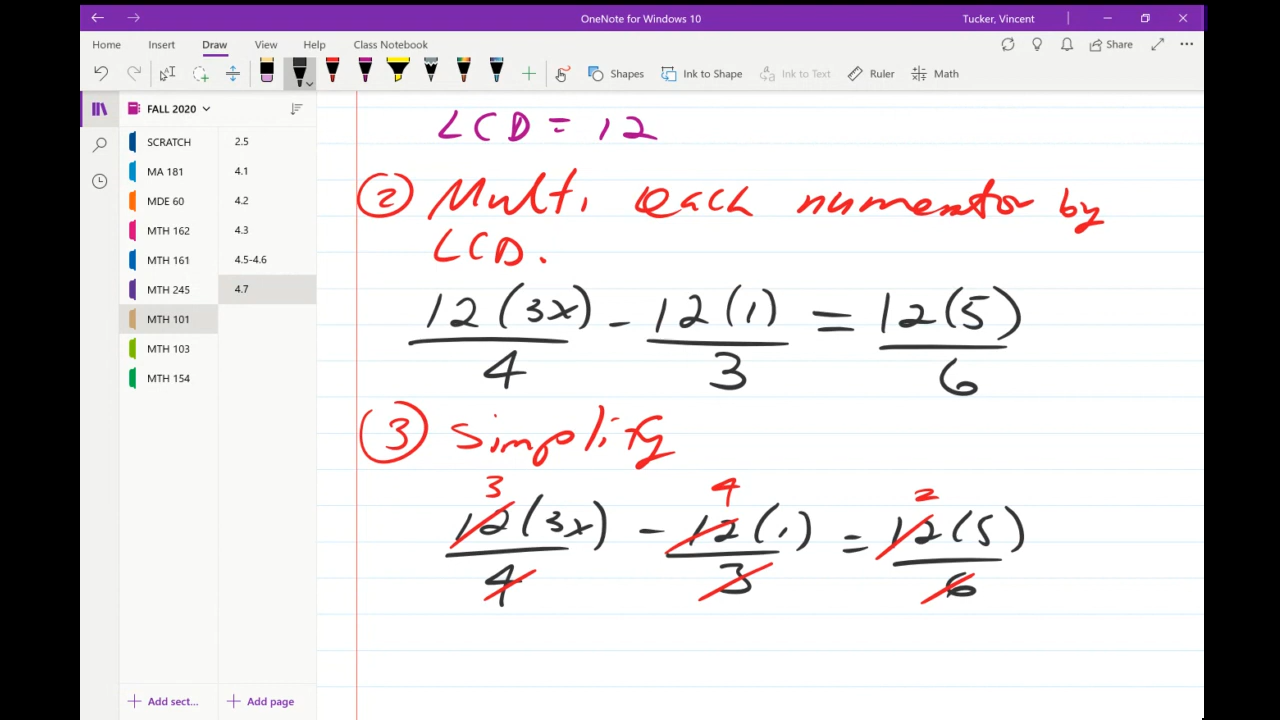 OneNote for Windows 10
Tucker, Vincent
Home Insert Draw View Help Class Notebook
Share
Shapes Ink to Shape Ink to Text Ruler Math
FALL 2020
SCRATCH
MA 181
MDE 60
MTH 162
MTH 161
MTH 245
MTH 101
MTH 103
MTH 154
2.5
4.1
4.2
4.3
4.5-4.6
4.7
Add sect...
Add page
LCD = 12
② Multi. each numerator by
LCD.
12(3x)/4 - 12(1)/3 = 12(5)/6
③ Simplify
3 4 2
12(3x)/4 - 12(1)/3 = 12(5)/6